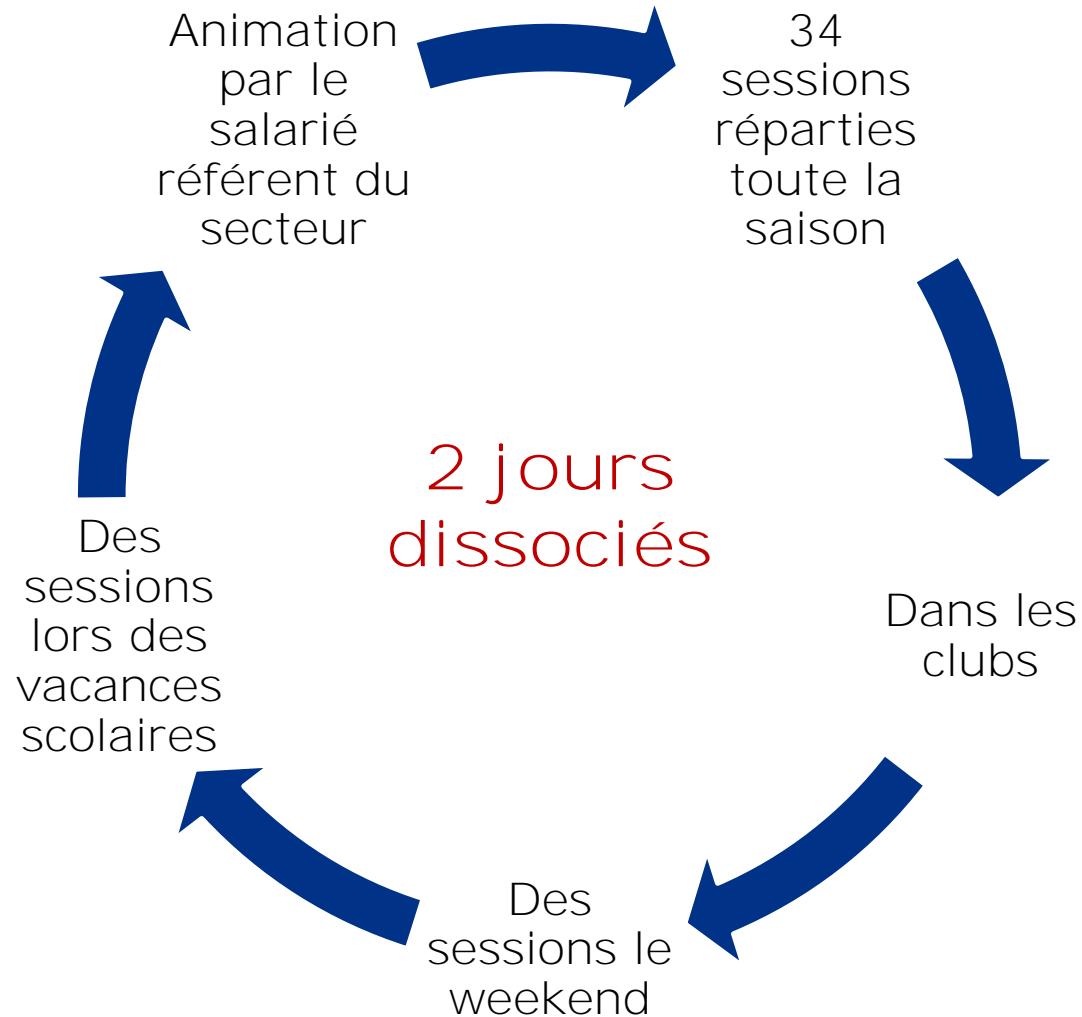 Animation
par le
salarié
référent du
secteur
34
sessions
réparties
toute la
saison
Dans les
clubs
Des
sessions le
weekend
Des
sessions
lors des
vacances
scolaires
2 jours
dissociés